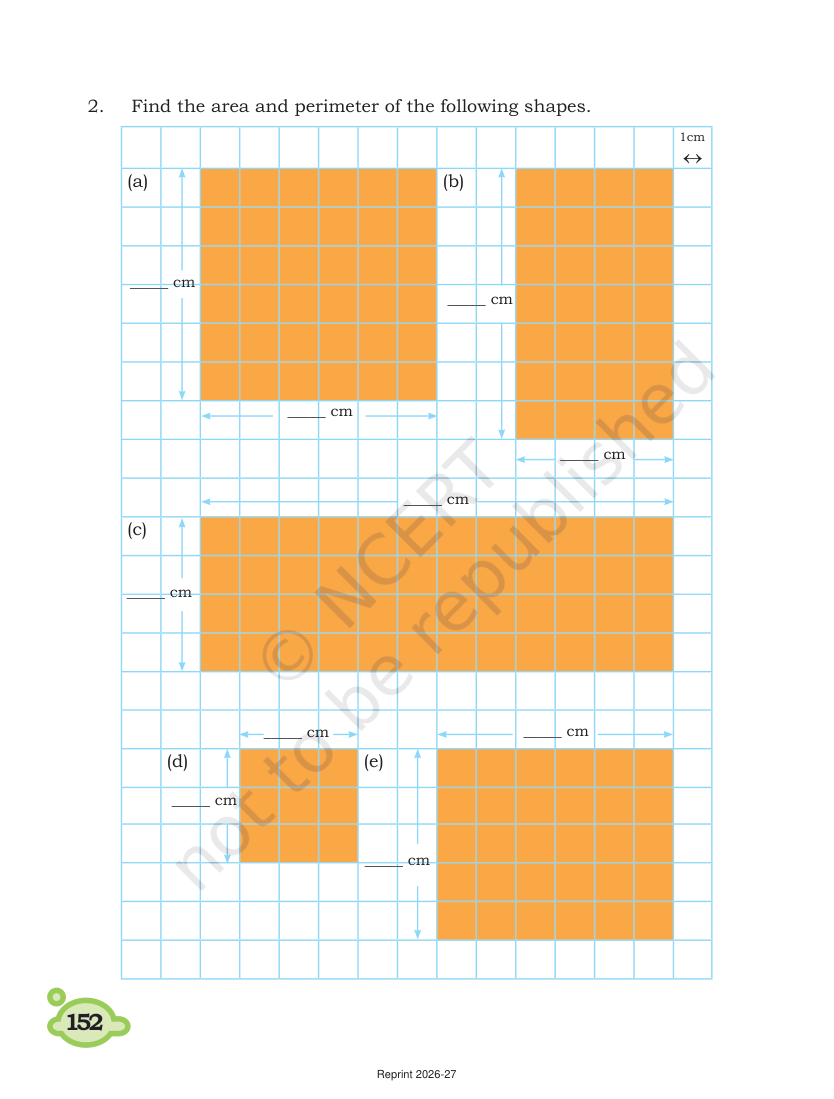 2. Find the area and perimeter of the following shapes.
1cm
(a)
(b)
_____ cm
_____ cm
_____ cm
_____ cm
_____ cm
(c)
_____ cm
_____ cm
_____ cm
(d)
(e)
_____ cm
_____ cm
© NCERT
not to be republished
152
Reprint 2026-27